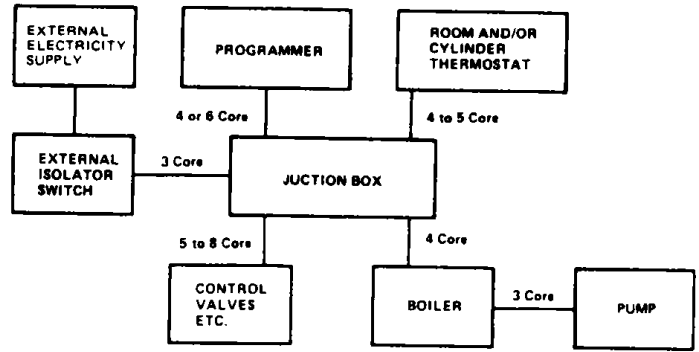 EXTERNAL
ELECTRICITY
SUPPLY
PROGRAMMER
ROOM AND/OR
CYLINDER
THERMOSTAT
4 or 6 Core
4 to 5 Core
EXTERNAL
ISOLATOR
SWITCH
3 Core
JUCTION BOX
5 to 8 Core
4 Core
CONTROL
VALVES
ETC.
BOILER
3 Core
PUMP